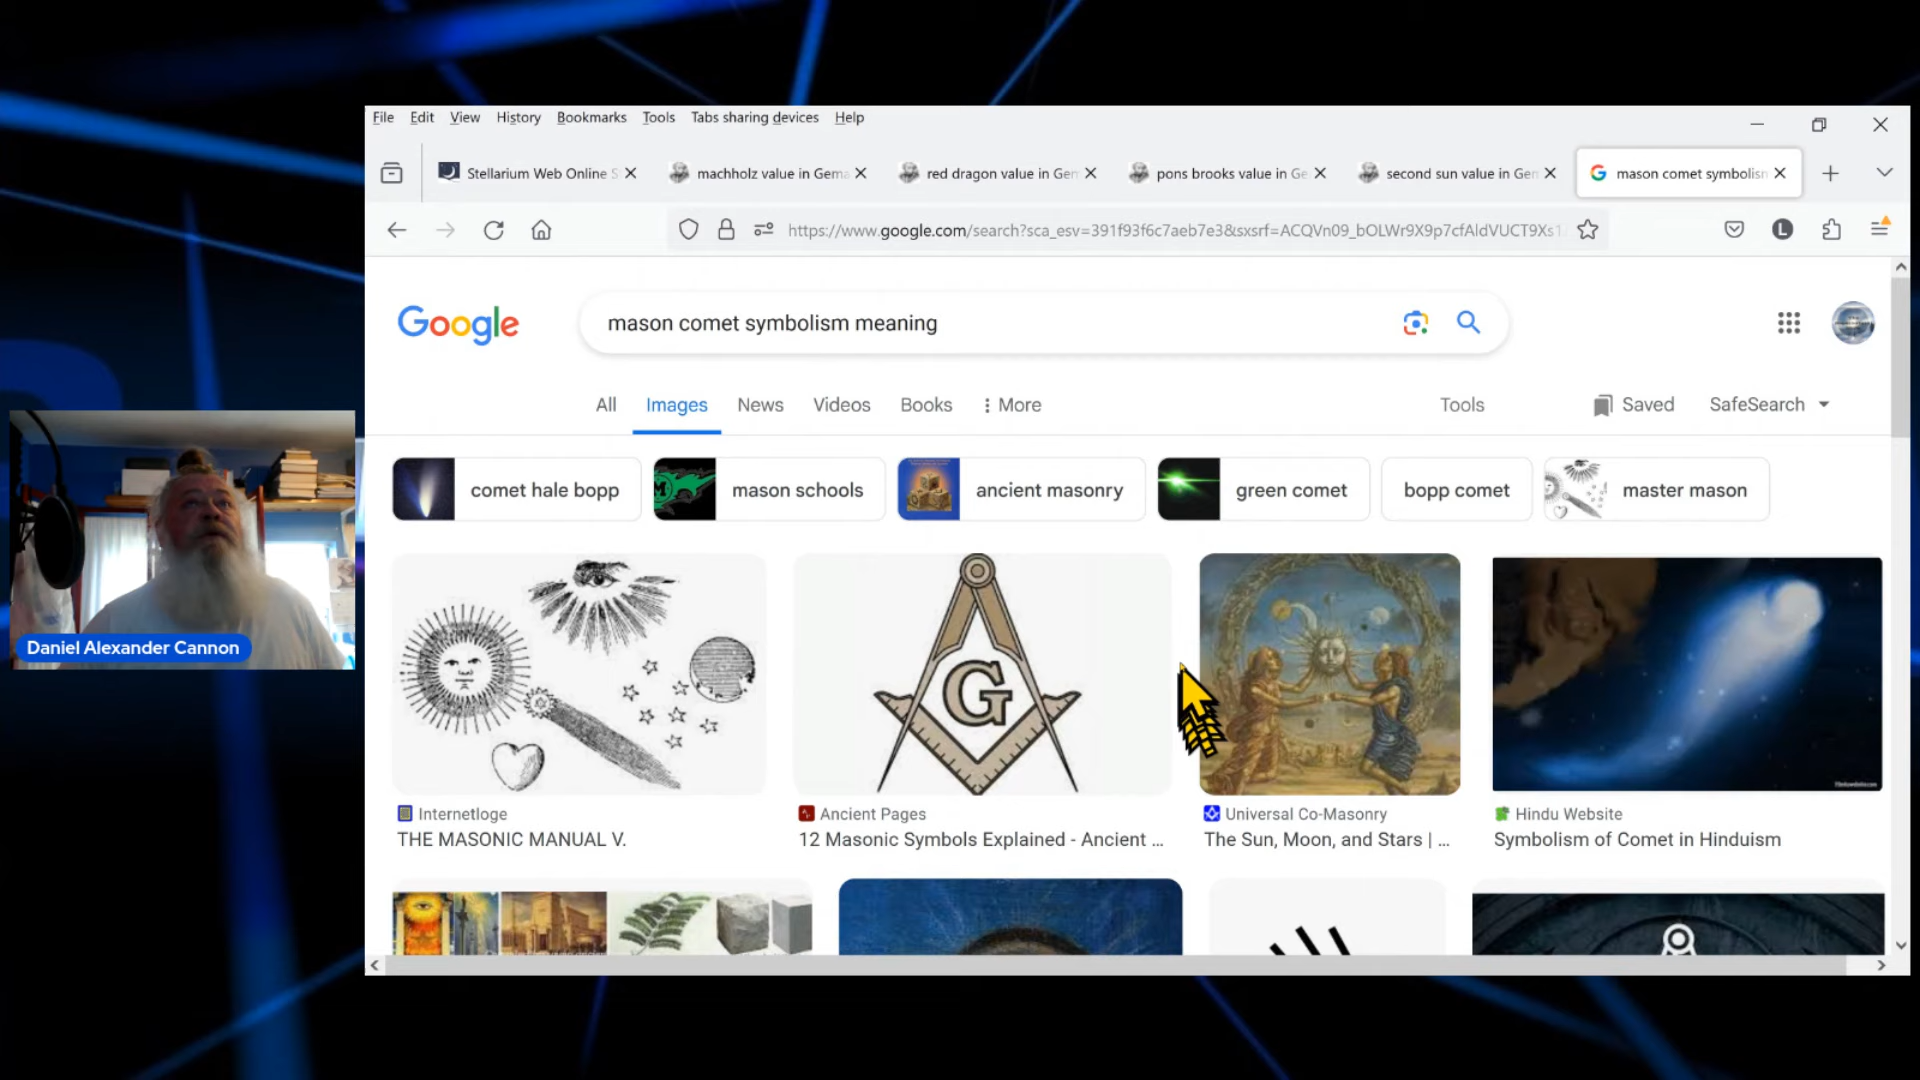 File Edit View History Bookmarks Tools Tabs sharing devices Help
Stellarium Web Online S
machholz value in Gema
red dragon value in Gem
pons brooks value in Ge
second sun value in Gen
mason comet symbolism
https://www.google.com/search?sca_esv=391f93f6c7aeb7e3&sxsrf=ACQVn09_bOLWr9X9p7cfAldVUCT9Xs1
L
Google
mason comet symbolism meaning
All Images News Videos Books More Tools Saved SafeSearch
comet hale bopp
mason schools
ancient masonry
green comet
bopp comet
master mason
M
G
Internetloge
THE MASONIC MANUAL V.
Ancient Pages
12 Masonic Symbols Explained - Ancient ...
Universal Co-Masonry
The Sun, Moon, and Stars | ...
Hindu Website
Symbolism of Comet in Hinduism
Daniel Alexander Cannon